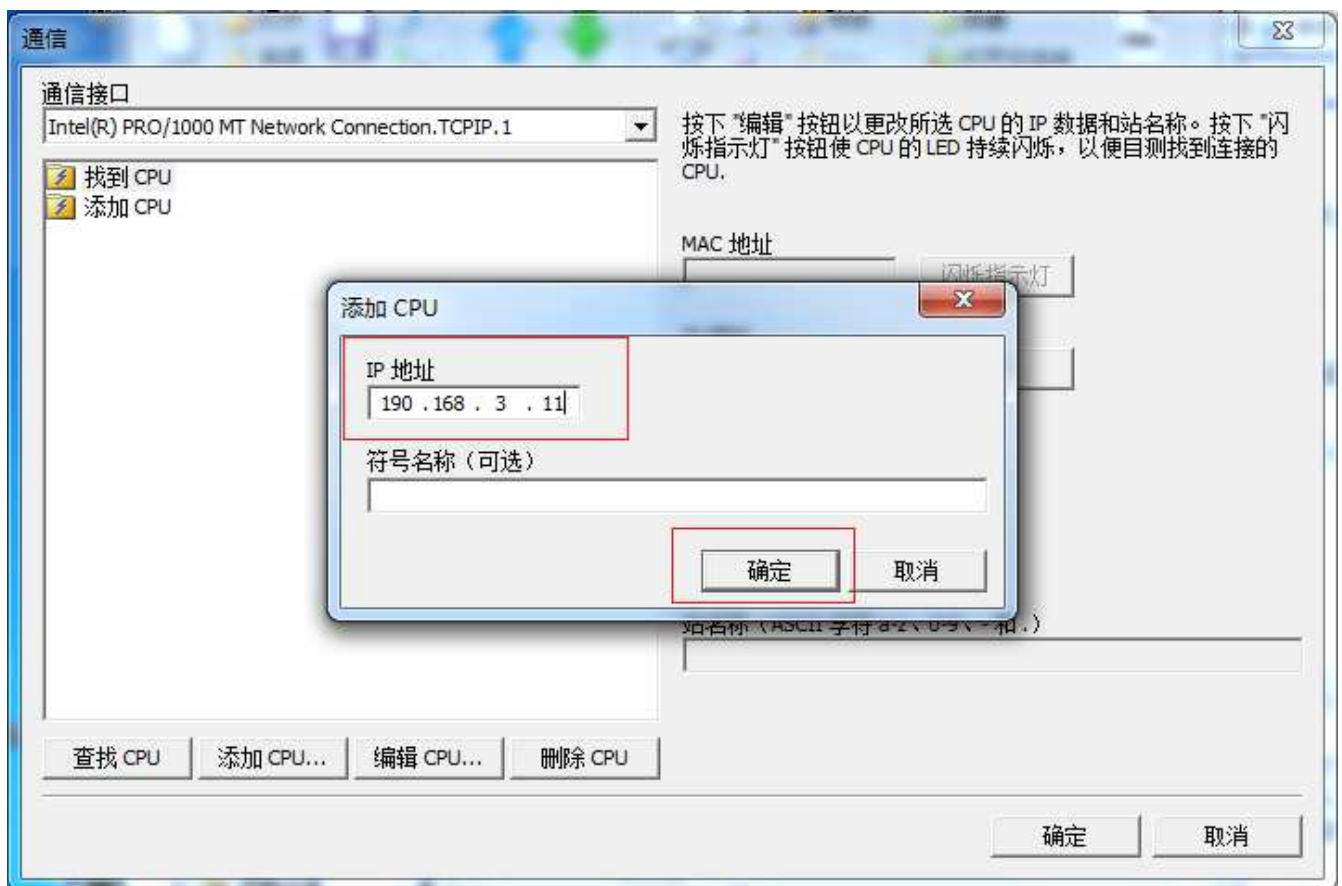 通信
通信接口
Intel(R) PRO/1000 MT Network Connection.TCPIP.1
按下 "编辑" 按钮以更改所选 CPU 的 IP 数据和站名称。按下 "闪
烁指示灯" 按钮使 CPU 的 LED 持续闪烁，以便目测找到连接的
CPU.
找到 CPU
添加 CPU
MAC 地址
闪烁指示灯
添加 CPU
IP 地址
190 .168 . 3 . 11
符号名称（可选）
确定
取消
站名称（ASCII 字符 a-z、0-9、- 和 .）
查找 CPU
添加 CPU...
编辑 CPU...
删除 CPU
确定
取消